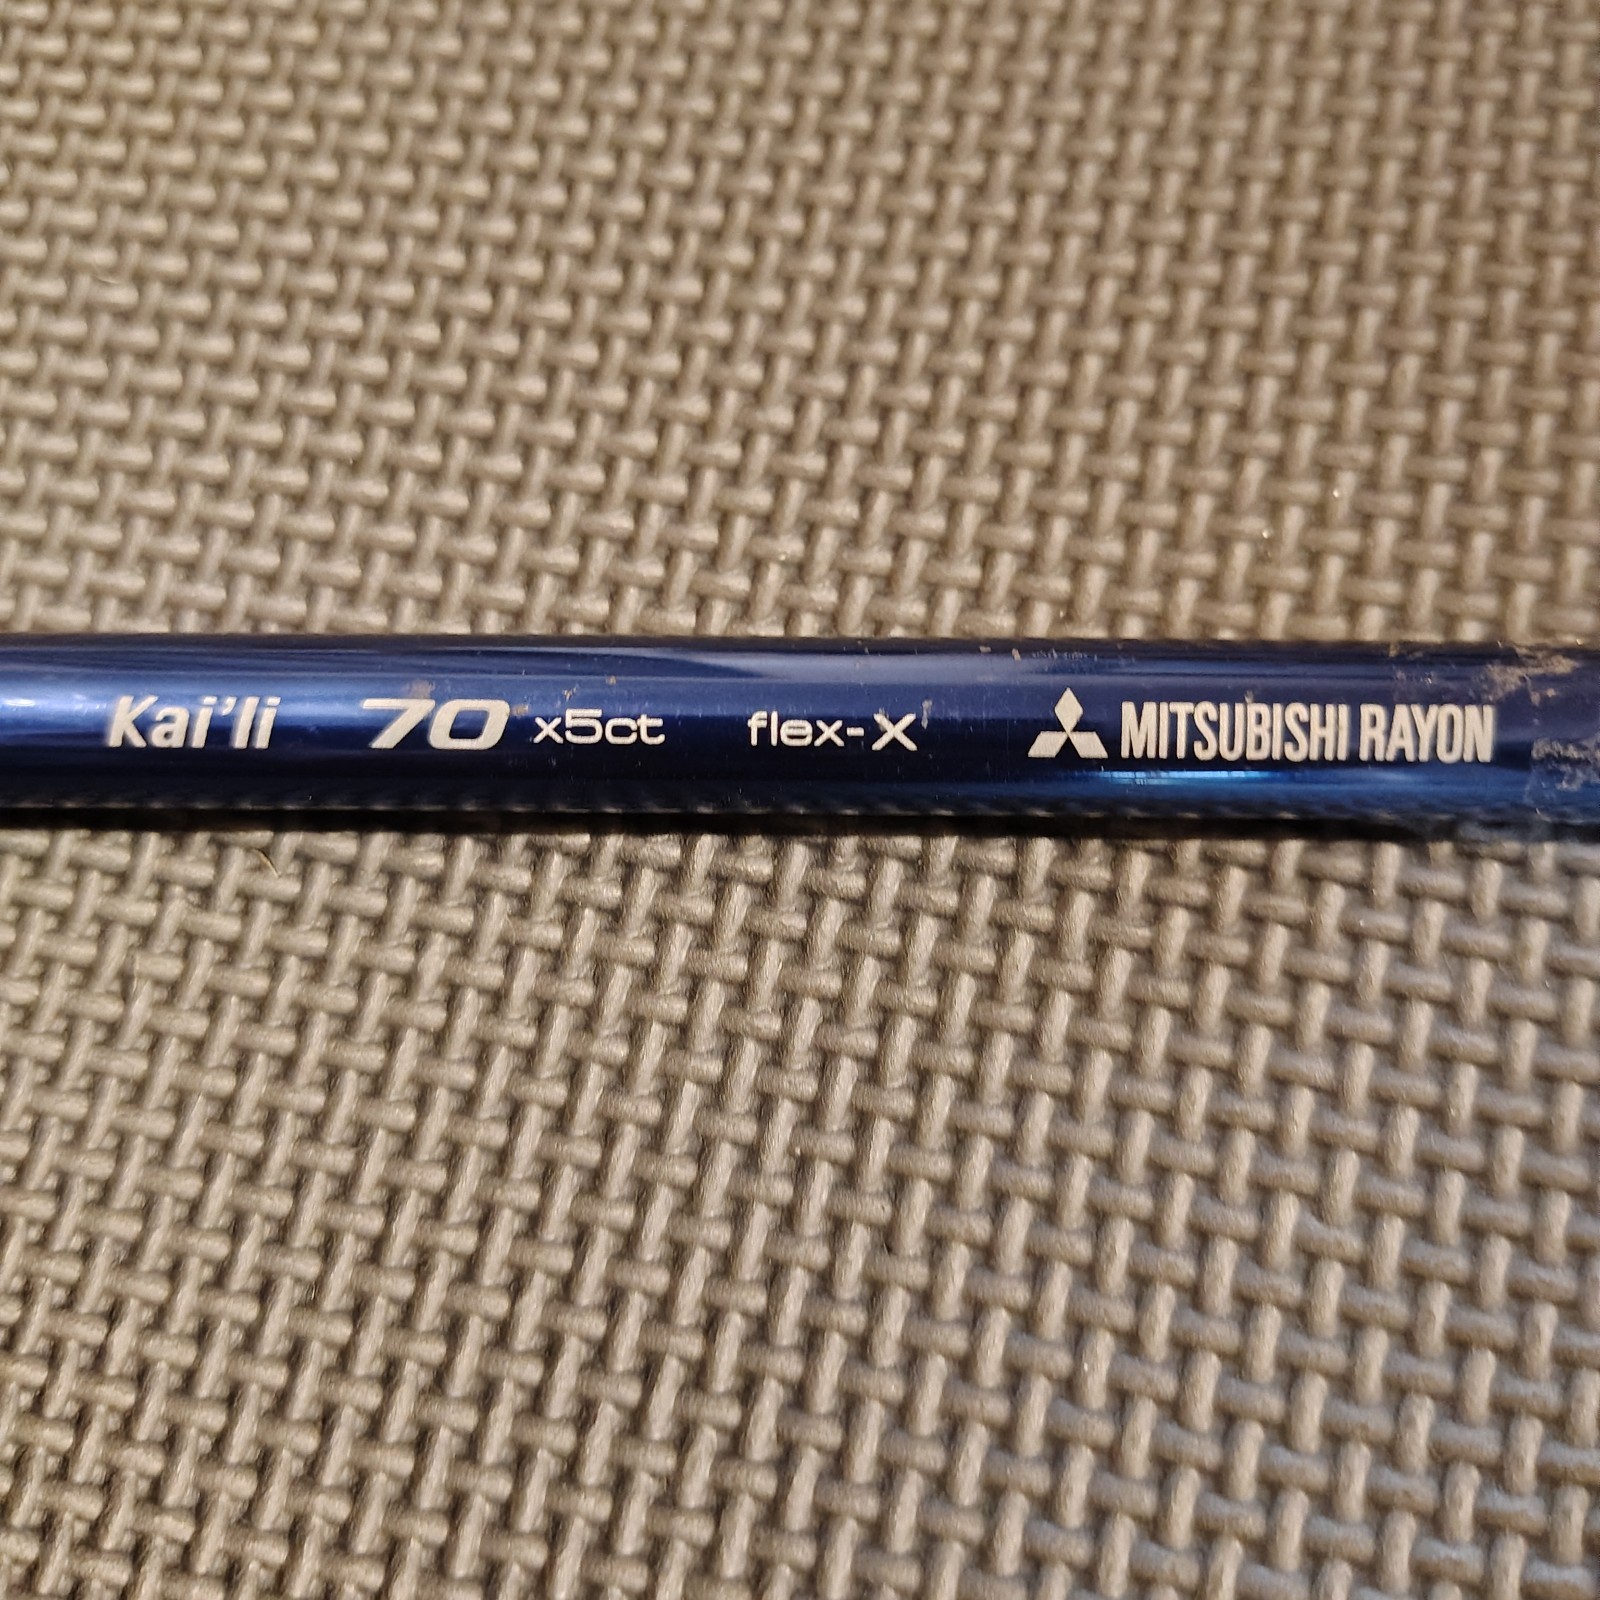 Kai'li 70 x5ct flex-X MITSUBISHI RAYON